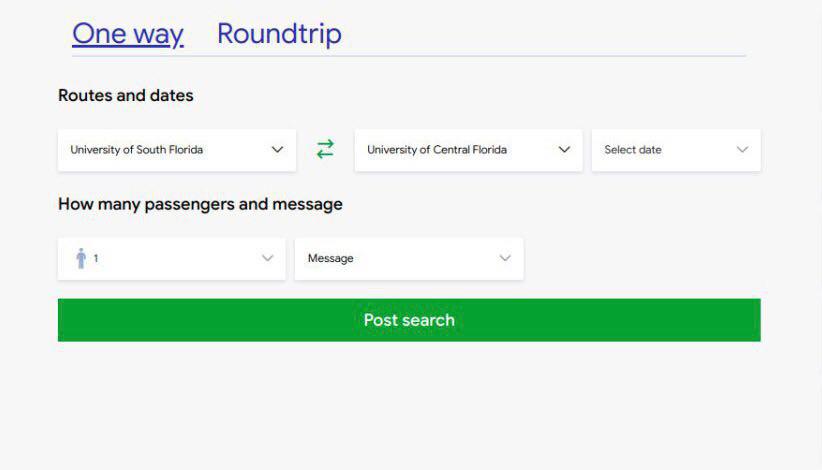 One way Roundtrip
Routes and dates
University of South Florida University of Central Florida Select date
How many passengers and message
1 Message
Post search